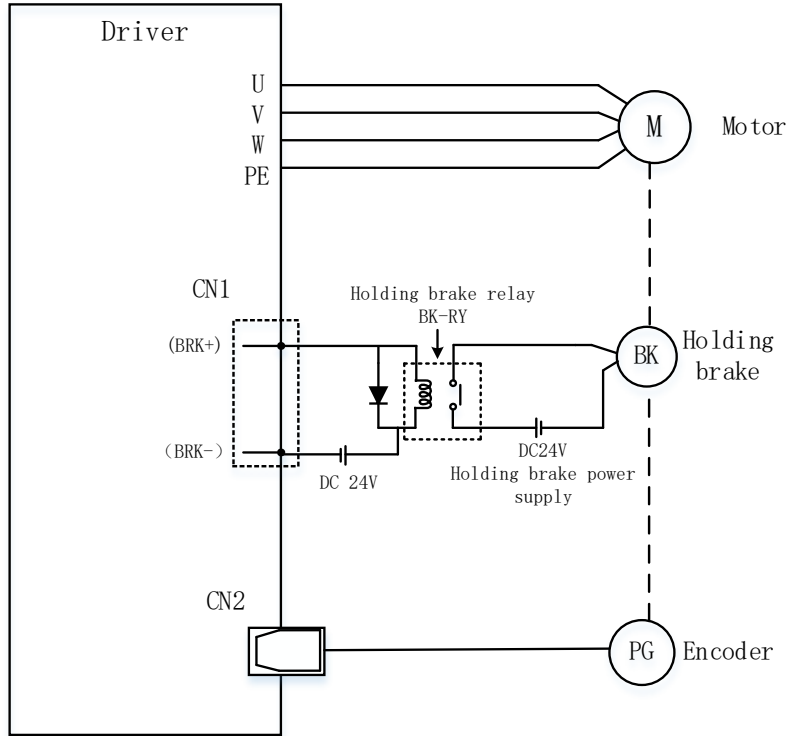 Driver
U
V
W
PE
M
Motor
CN1
Holding brake relay
BK-RY
(BRK+)
BK
Holding
brake
(BRK-)
DC 24V
DC24V
Holding brake power
supply
CN2
PG
Encoder